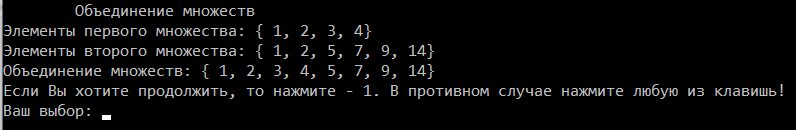 Объединение множеств
Элементы первого множества: { 1, 2, 3, 4}
Элементы второго множества: { 1, 2, 5, 7, 9, 14}
Объединение множеств: { 1, 2, 3, 4, 5, 7, 9, 14}
Если Вы хотите продолжить, то нажмите - 1. В противном случае нажмите любую из клавишь!
Ваш выбор: